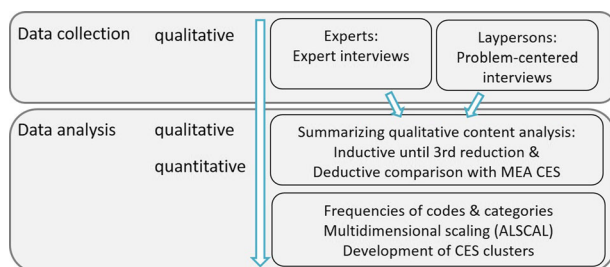 Data collection qualitative
Experts:
Expert interviews
Laypersons:
Problem-centered
interviews
Data analysis qualitative
quantitative
Summarizing qualitative content analysis:
Inductive until 3rd reduction &
Deductive comparison with MEA CES
Frequencies of codes & categories
Multidimensional scaling (ALSCAL)
Development of CES clusters